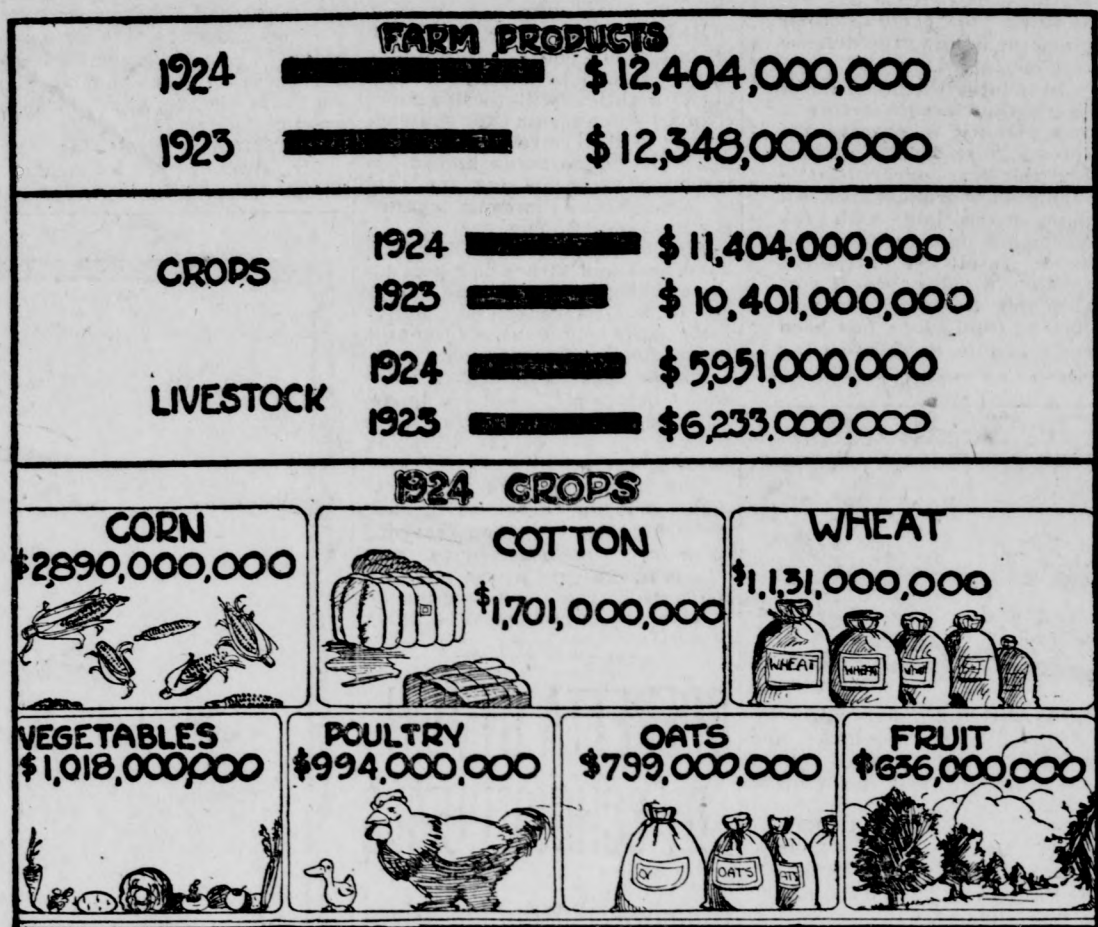 FARM PRODUCTS
1924 $12,404,000,000
1923 $12,348,000,000
CROPS
1924 $11,404,000,000
1923 $10,401,000,000
LIVESTOCK
1924 $5,951,000,000
1923 $6,233.000.000
1924 CROPS
CORN
$2,890,000,000
COTTON
$1,701,000,000
WHEAT
$1,131,000,000
WHEAT
WHEAT
WHEAT
VEGETABLES
$1,018,000,000
POULTRY
$994,000,000
OATS
$799,000,000
OATS
FRUIT
$636,000,000